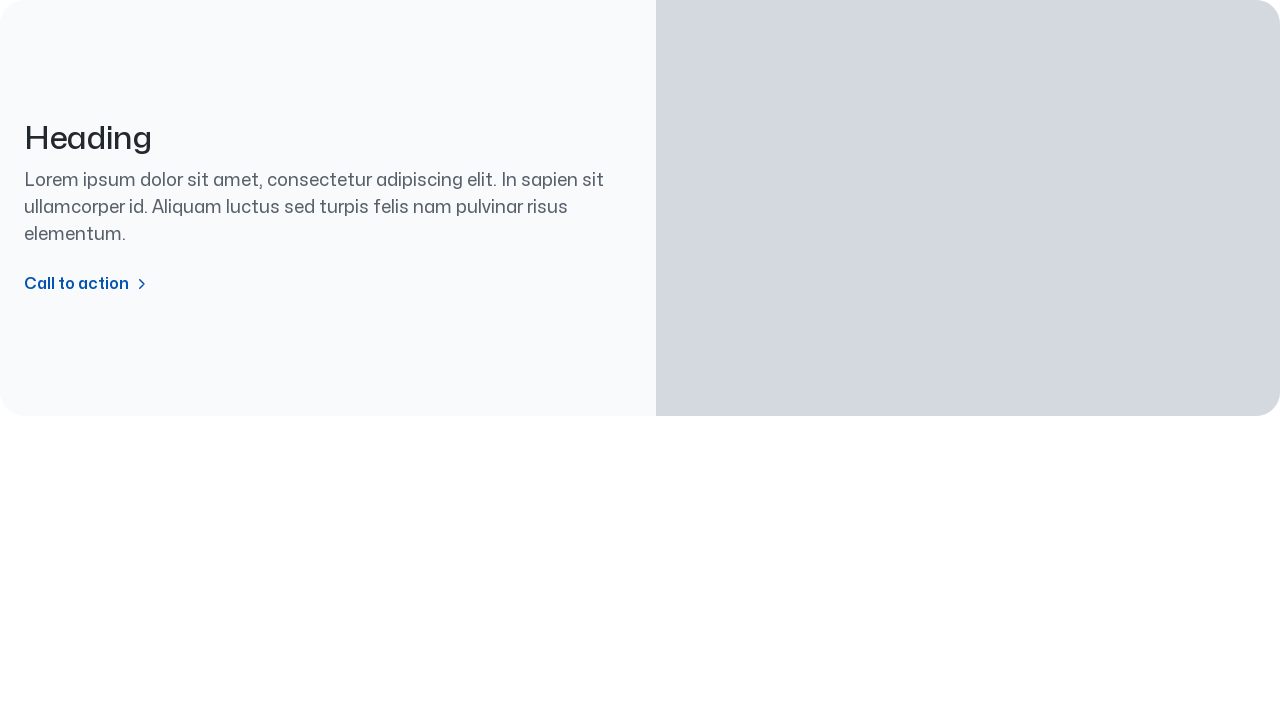 Heading
Lorem ipsum dolor sit amet, consectetur adipiscing elit. In sapien sit
ullamcorper id. Aliquam luctus sed turpis felis nam pulvinar risus
elementum.
Call to action